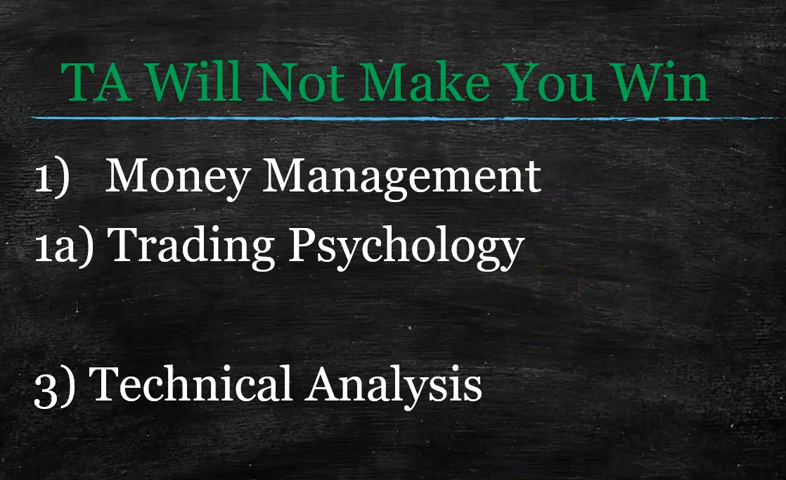 TA Will Not Make You Win
1) Money Management
1a) Trading Psychology
3) Technical Analysis